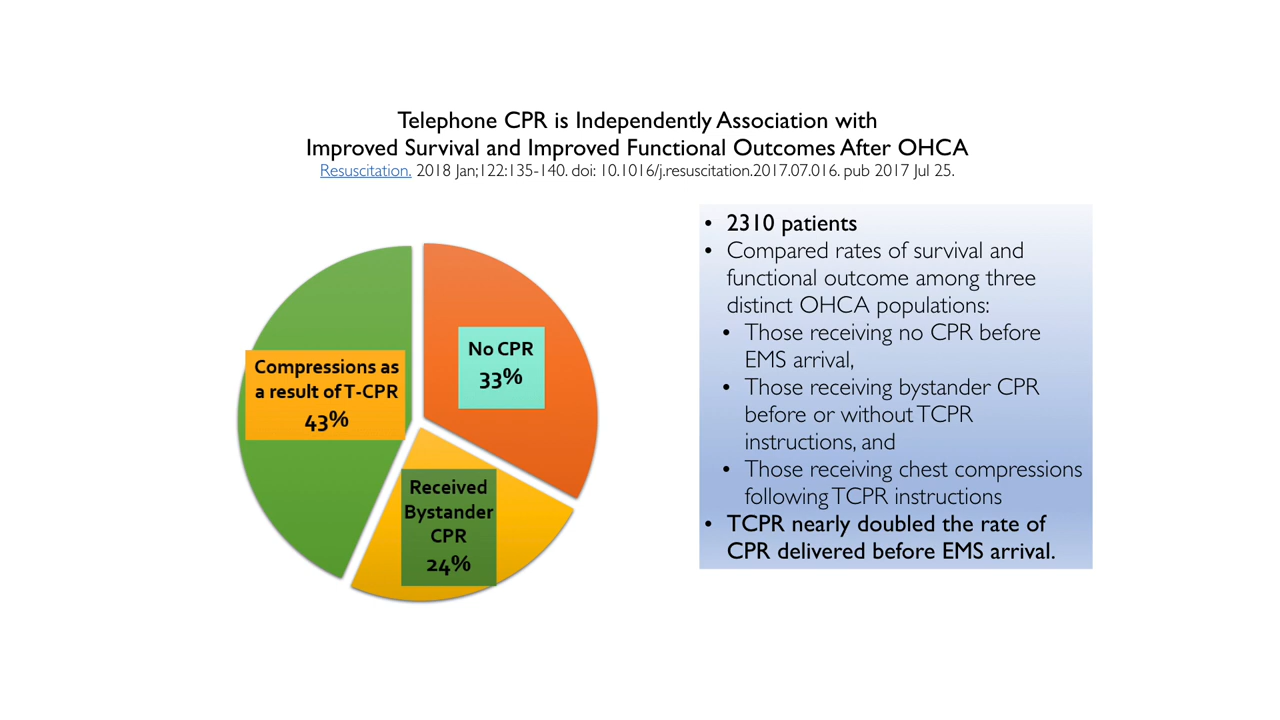 Telephone CPR is Independently Association with
Improved Survival and Improved Functional Outcomes After OHCA
Resuscitation. 2018 Jan;122:135-140. doi: 10.1016/j.resuscitation.2017.07.016. pub 2017 Jul 25.
No CPR
33%
Compressions as
a result of T-CPR
43%
Received
Bystander
CPR
24%
• 2310 patients
• Compared rates of survival and
functional outcome among three
distinct OHCA populations:
• Those receiving no CPR before
EMS arrival,
• Those receiving bystander CPR
before or without TCPR
instructions, and
• Those receiving chest compressions
following TCPR instructions
• TCPR nearly doubled the rate of
CPR delivered before EMS arrival.